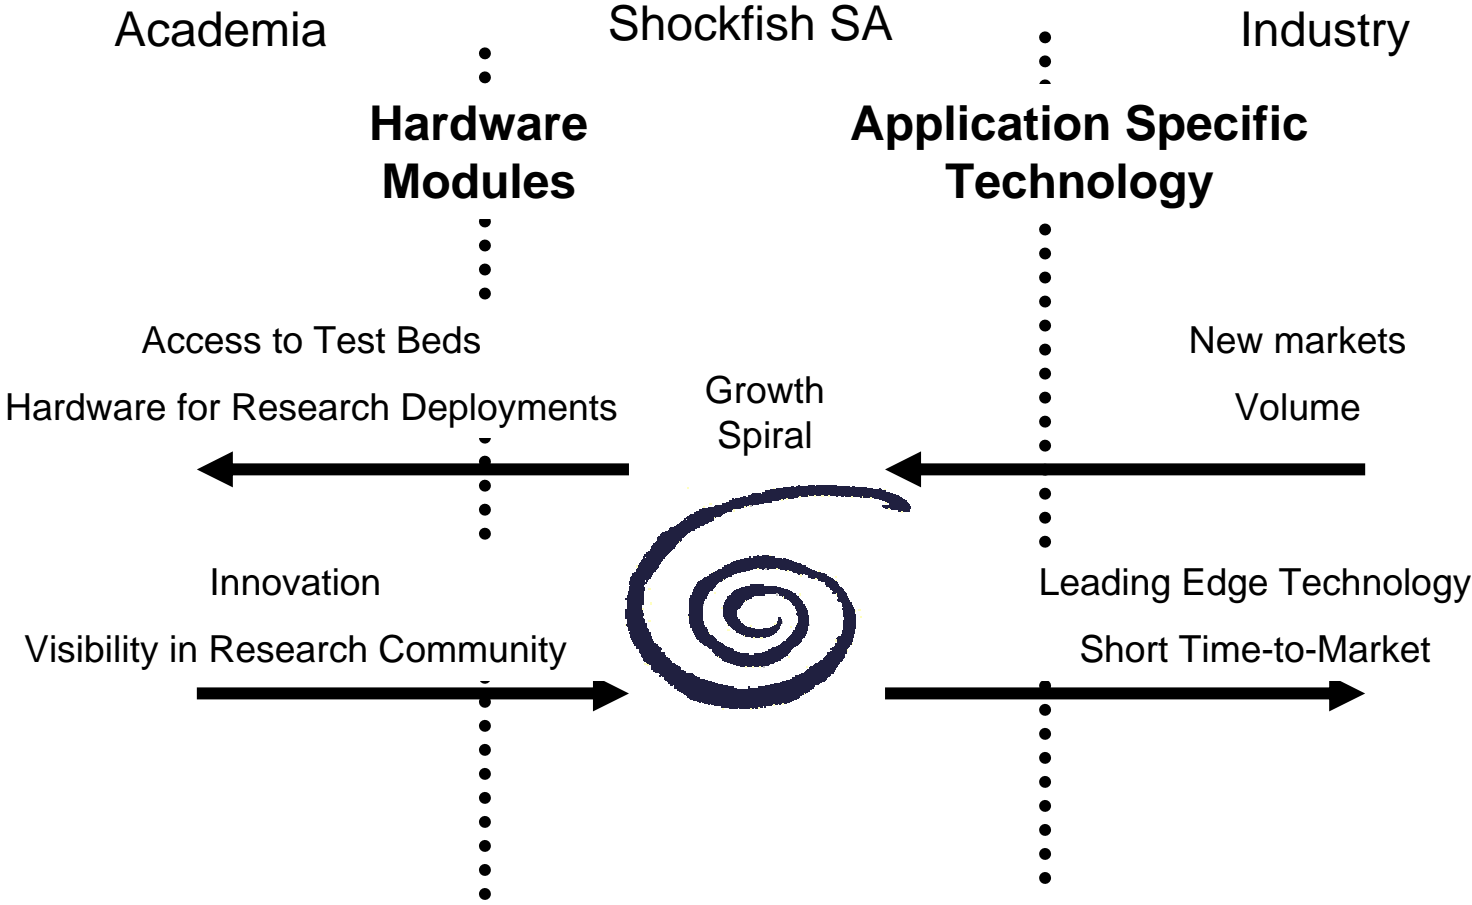 Academia
Shockfish SA
Industry
Hardware
Modules
Application Specific
Technology
Access to Test Beds
Hardware for Research Deployments
Growth
Spiral
New markets
Volume
Innovation
Visibility in Research Community
Leading Edge Technology
Short Time-to-Market